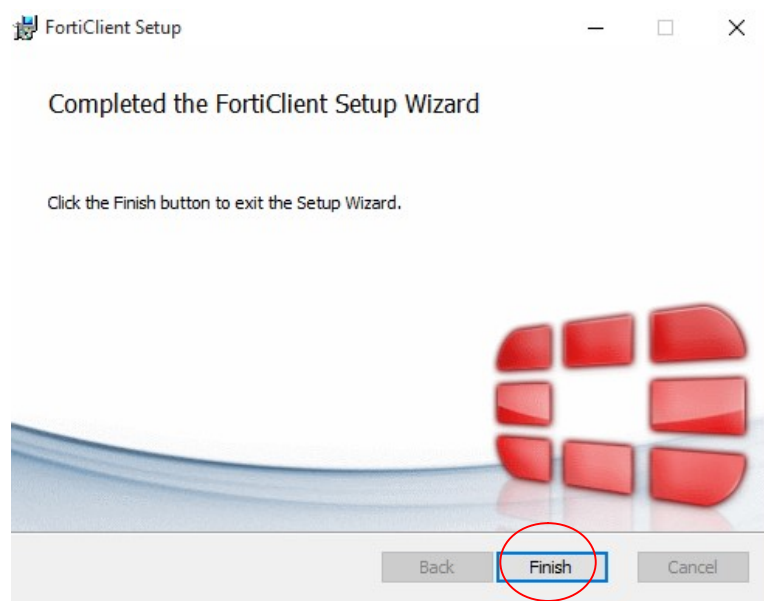 FortiClient Setup
Completed the FortiClient Setup Wizard
Click the Finish button to exit the Setup Wizard.
Back Finish Cancel